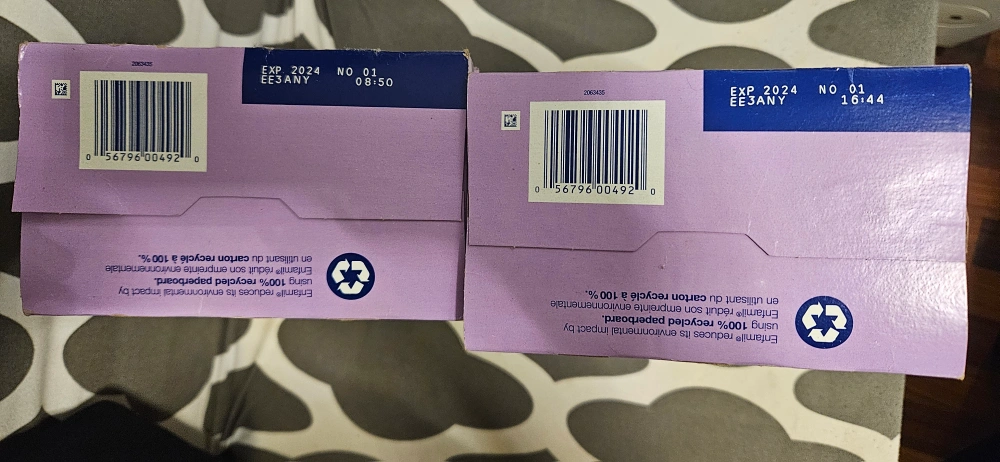 2063435
EXP 2024 NO 01
EE3ANY 08:50
0 56796 00492 0
Enfamil® reduces its environmental impact by
using 100% recycled paperboard.
Enfamil® réduit son empreinte environnementale
en utilisant du carton recyclé à 100%.
2063435
EXP 2024 NO 01
EE3ANY 16:44
0 56796 00492 0
Enfamil® reduces its environmental impact by
using 100% recycled paperboard.
Enfamil® réduit son empreinte environnementale
en utilisant du carton recyclé à 100%.